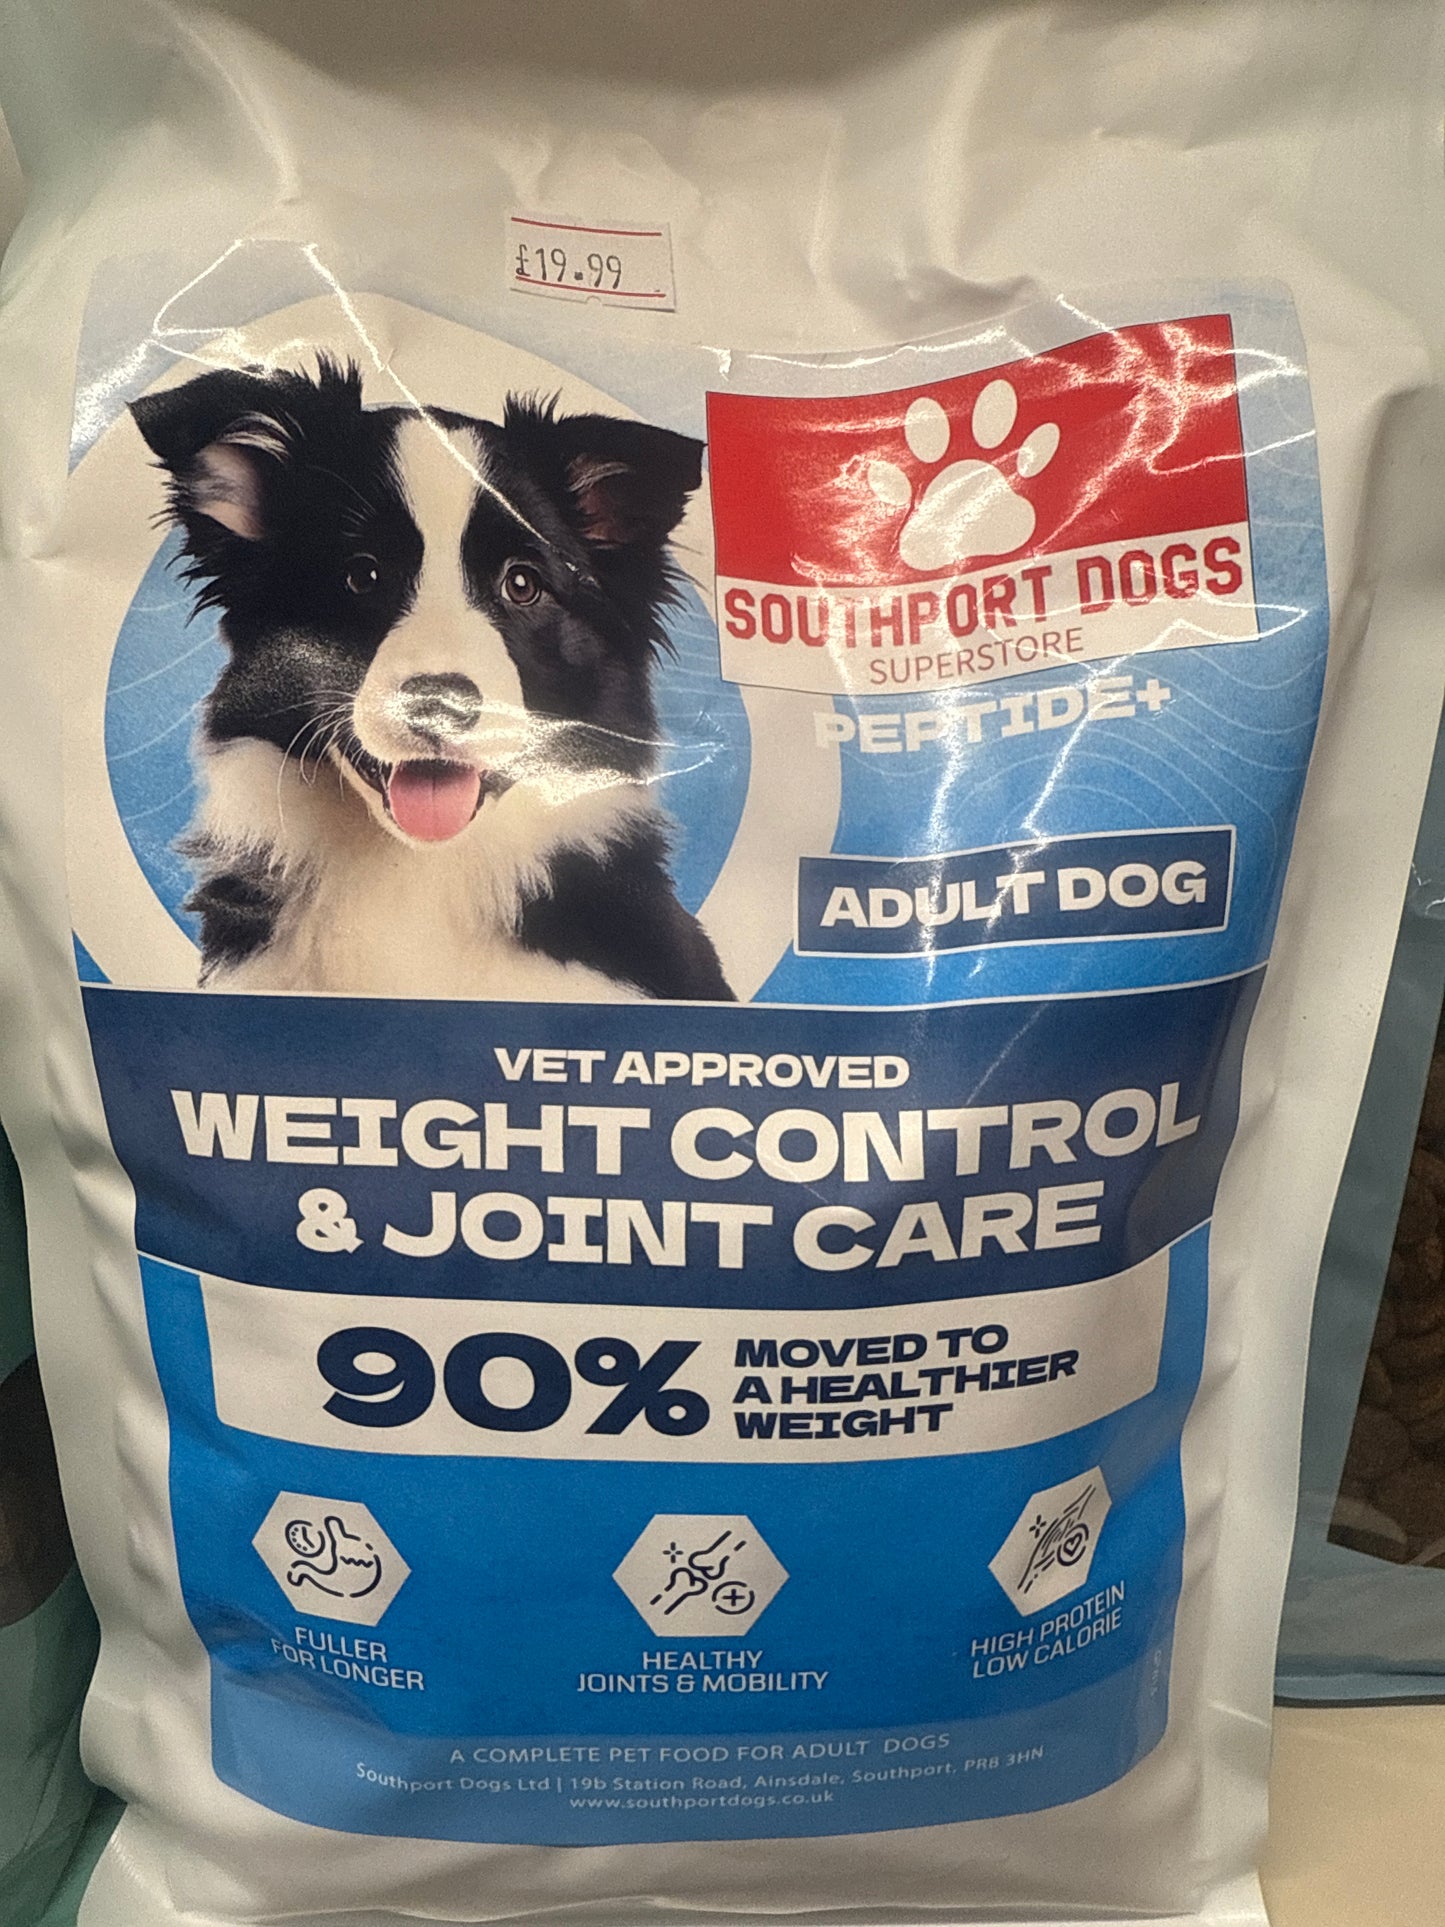 £19.99
SOUTHPORT DOGS
SUPERSTORE
PEPTIDE+
ADULT DOG
VET APPROVED
WEIGHT CONTROL
& JOINT CARE
90%
MOVED TO
A HEALTHIER
WEIGHT
FULLER
FOR LONGER
HEALTHY
JOINTS & MOBILITY
HIGH PROTEIN
LOW CALORIE
A COMPLETE PET FOOD FOR ADULT DOGS
Southport Dogs Ltd | 19b Station Road, Ainsdale, Southport, PR8 3HN
www.southportdogs.co.uk